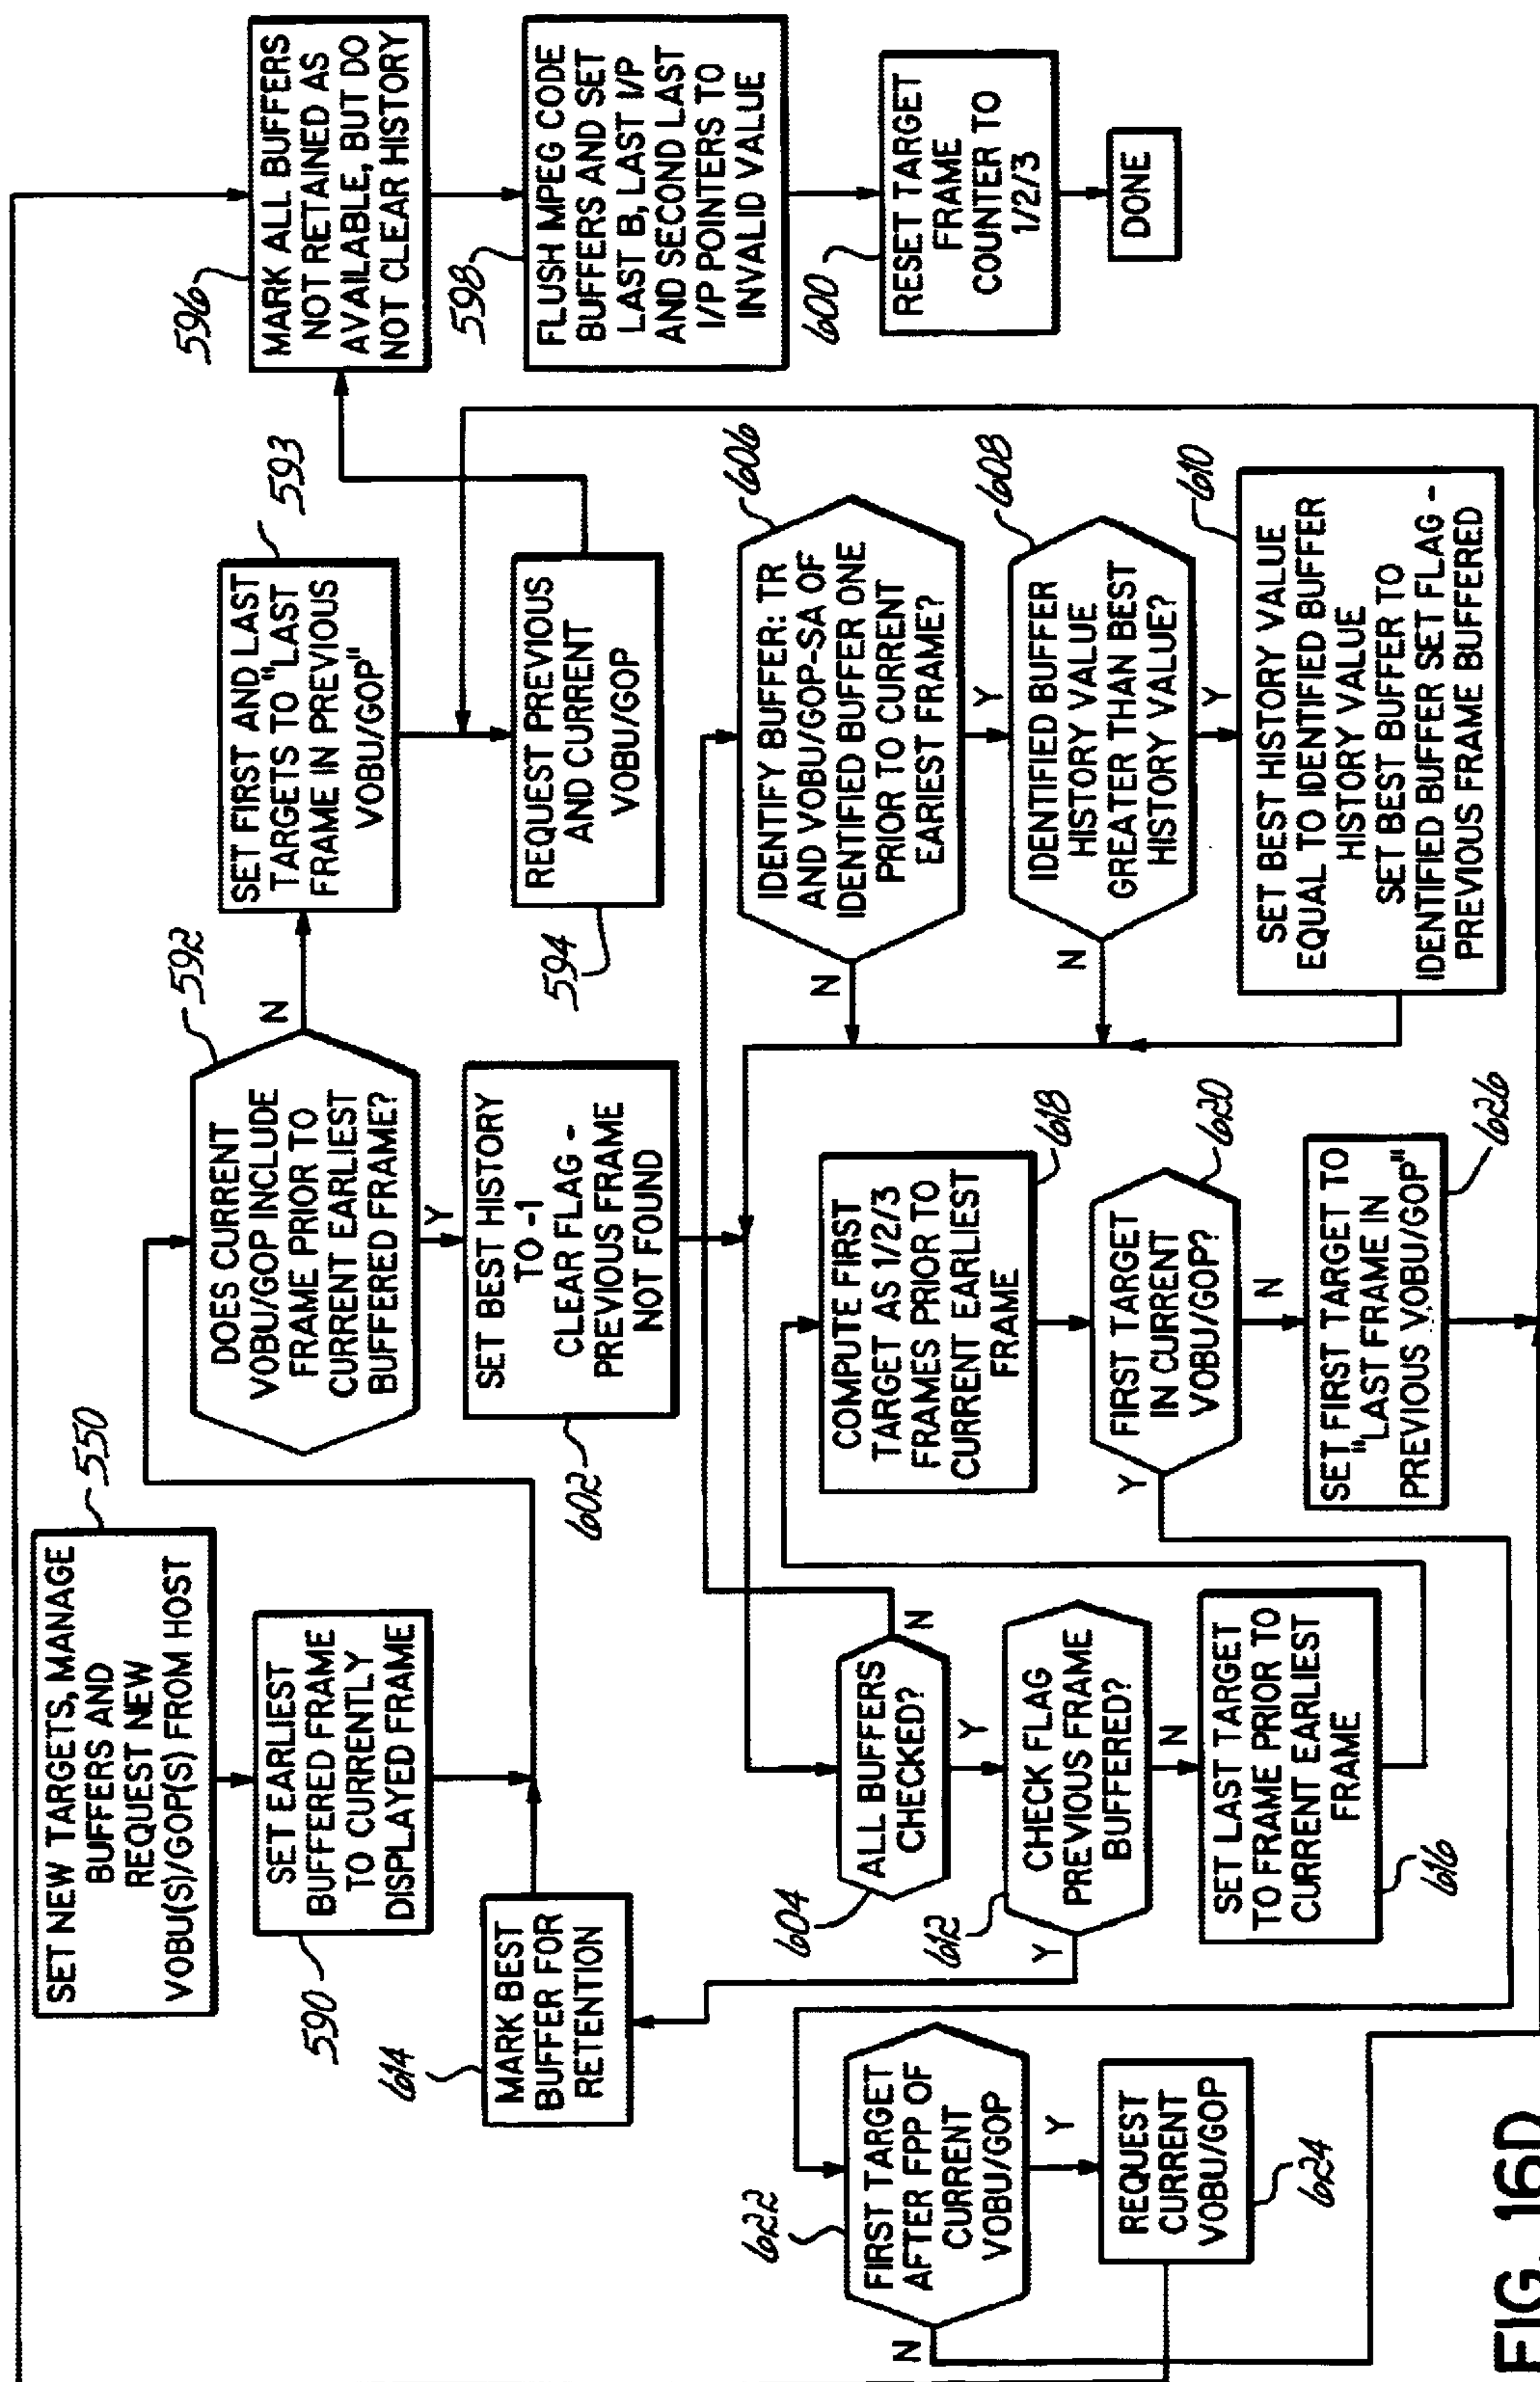 SET NEW TARGETS, MANAGE
BUFFERS AND
REQUEST NEW
VOBU(S)/GOP(S) FROM HOST
550
SET EARLIEST
BUFFERED FRAME
TO CURRENTLY
DISPLAYED FRAME
590
MARK BEST
BUFFER FOR
RETENTION
614
DOES CURRENT
VOBU/GOP INCLUDE
FRAME PRIOR TO
CURRENT EARLIEST
BUFFERED FRAME?
592
N
Y
SET FIRST AND LAST
TARGETS TO "LAST
FRAME IN PREVIOUS
VOBU/GOP"
593
REQUEST PREVIOUS
AND CURRENT
VOBU/GOP
594
MARK ALL BUFFERS
NOT RETAINED AS
AVAILABLE, BUT DO
NOT CLEAR HISTORY
596
FLUSH MPEG CODE
BUFFERS AND SET
LAST B, LAST I/P
AND SECOND LAST
I/P POINTERS TO
INVALID VALUE
598
RESET TARGET
FRAME
COUNTER TO
1/2/3
600
DONE
SET BEST HISTORY
TO -1
CLEAR FLAG -
PREVIOUS FRAME
NOT FOUND
602
ALL BUFFERS
CHECKED?
604
N
Y
IDENTIFY BUFFER: TR
AND VOBU/GOP-SA OF
IDENTIFIED BUFFER ONE
PRIOR TO CURRENT
EARIEST FRAME?
606
N
Y
IDENTIFIED BUFFER
HISTORY VALUE
GREATER THAN BEST
HISTORY VALUE?
608
N
Y
SET BEST HISTORY VALUE
EQUAL TO IDENTIFIED BUFFER
HISTORY VALUE
SET BEST BUFFER TO
IDENTIFIED BUFFER SET FLAG -
PREVIOUS FRAME BUFFERED
610
CHECK FLAG
PREVIOUS FRAME
BUFFERED?
612
Y
N
SET LAST TARGET
TO FRAME PRIOR TO
CURRENT EARLIEST
FRAME
616
COMPUTE FIRST
TARGET AS 1/2/3
FRAMES PRIOR TO
CURRENT EARLIEST
FRAME
618
FIRST TARGET
IN CURRENT
VOBU/GOP?
620
Y
N
SET FIRST TARGET TO
"LAST FRAME IN
PREVIOUS VOBU/GOP"
626
FIRST TARGET
AFTER FPP OF
CURRENT
VOBU/GOP
622
N
Y
REQUEST
CURRENT
VOBU/GOP
624
FIG. 16D